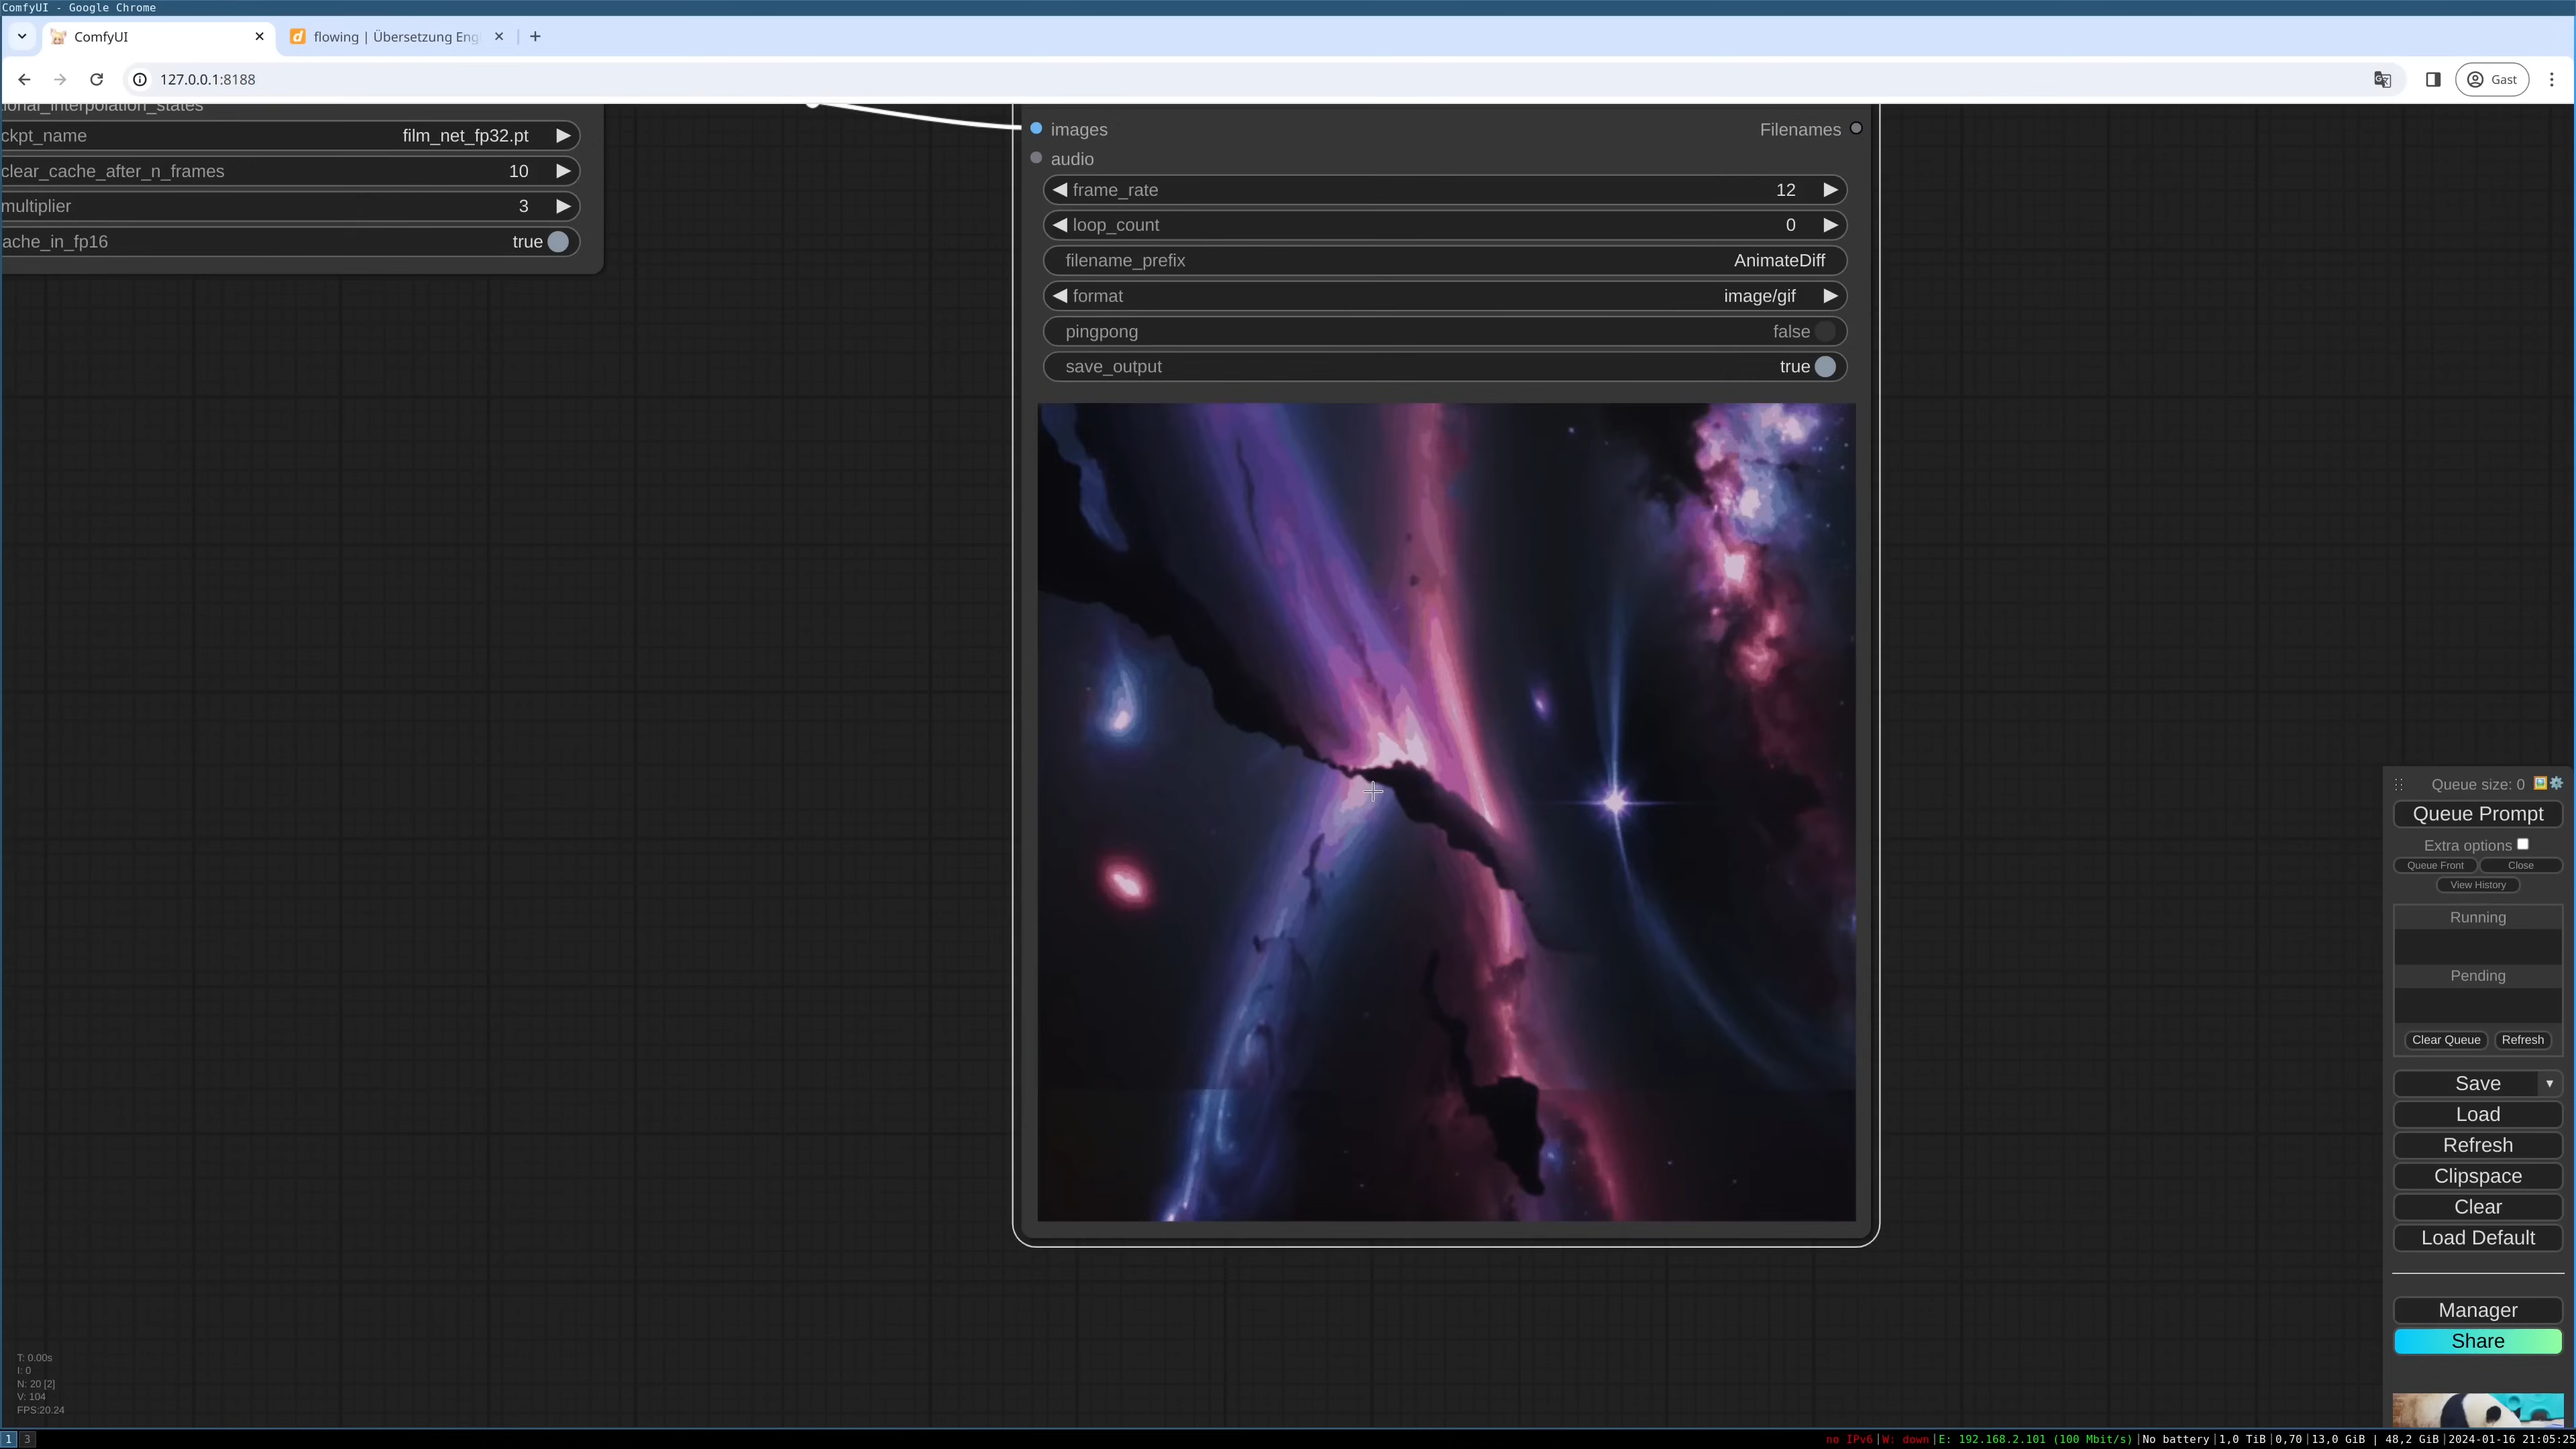 ComfyUI - Google Chrome
ComfyUI
flowing | Übersetzung Eng
127.0.0.1:8188
Gast
ional_interpolation_states
ckpt_name film_net_fp32.pt
clear_cache_after_n_frames 10
multiplier 3
ache_in_fp16 true
images Filenames
audio
frame_rate 12
loop_count 0
filename_prefix AnimateDiff
format image/gif
pingpong false
save_output true
Queue size: 0
Queue Prompt
Extra options
Queue Front Close
View History
Running
Pending
Clear Queue Refresh
Save
Load
Refresh
Clipspace
Clear
Load Default
Manager
Share
T: 0.00s
I: 0
N: 20 [2]
V: 104
FPS:20.24
1 3
no IPv6|W: down|E: 192.168.2.101 (100 Mbit/s)|No battery|1,0 TiB|0,70|13,0 GiB | 48,2 GiB|2024-01-16 21:05:25